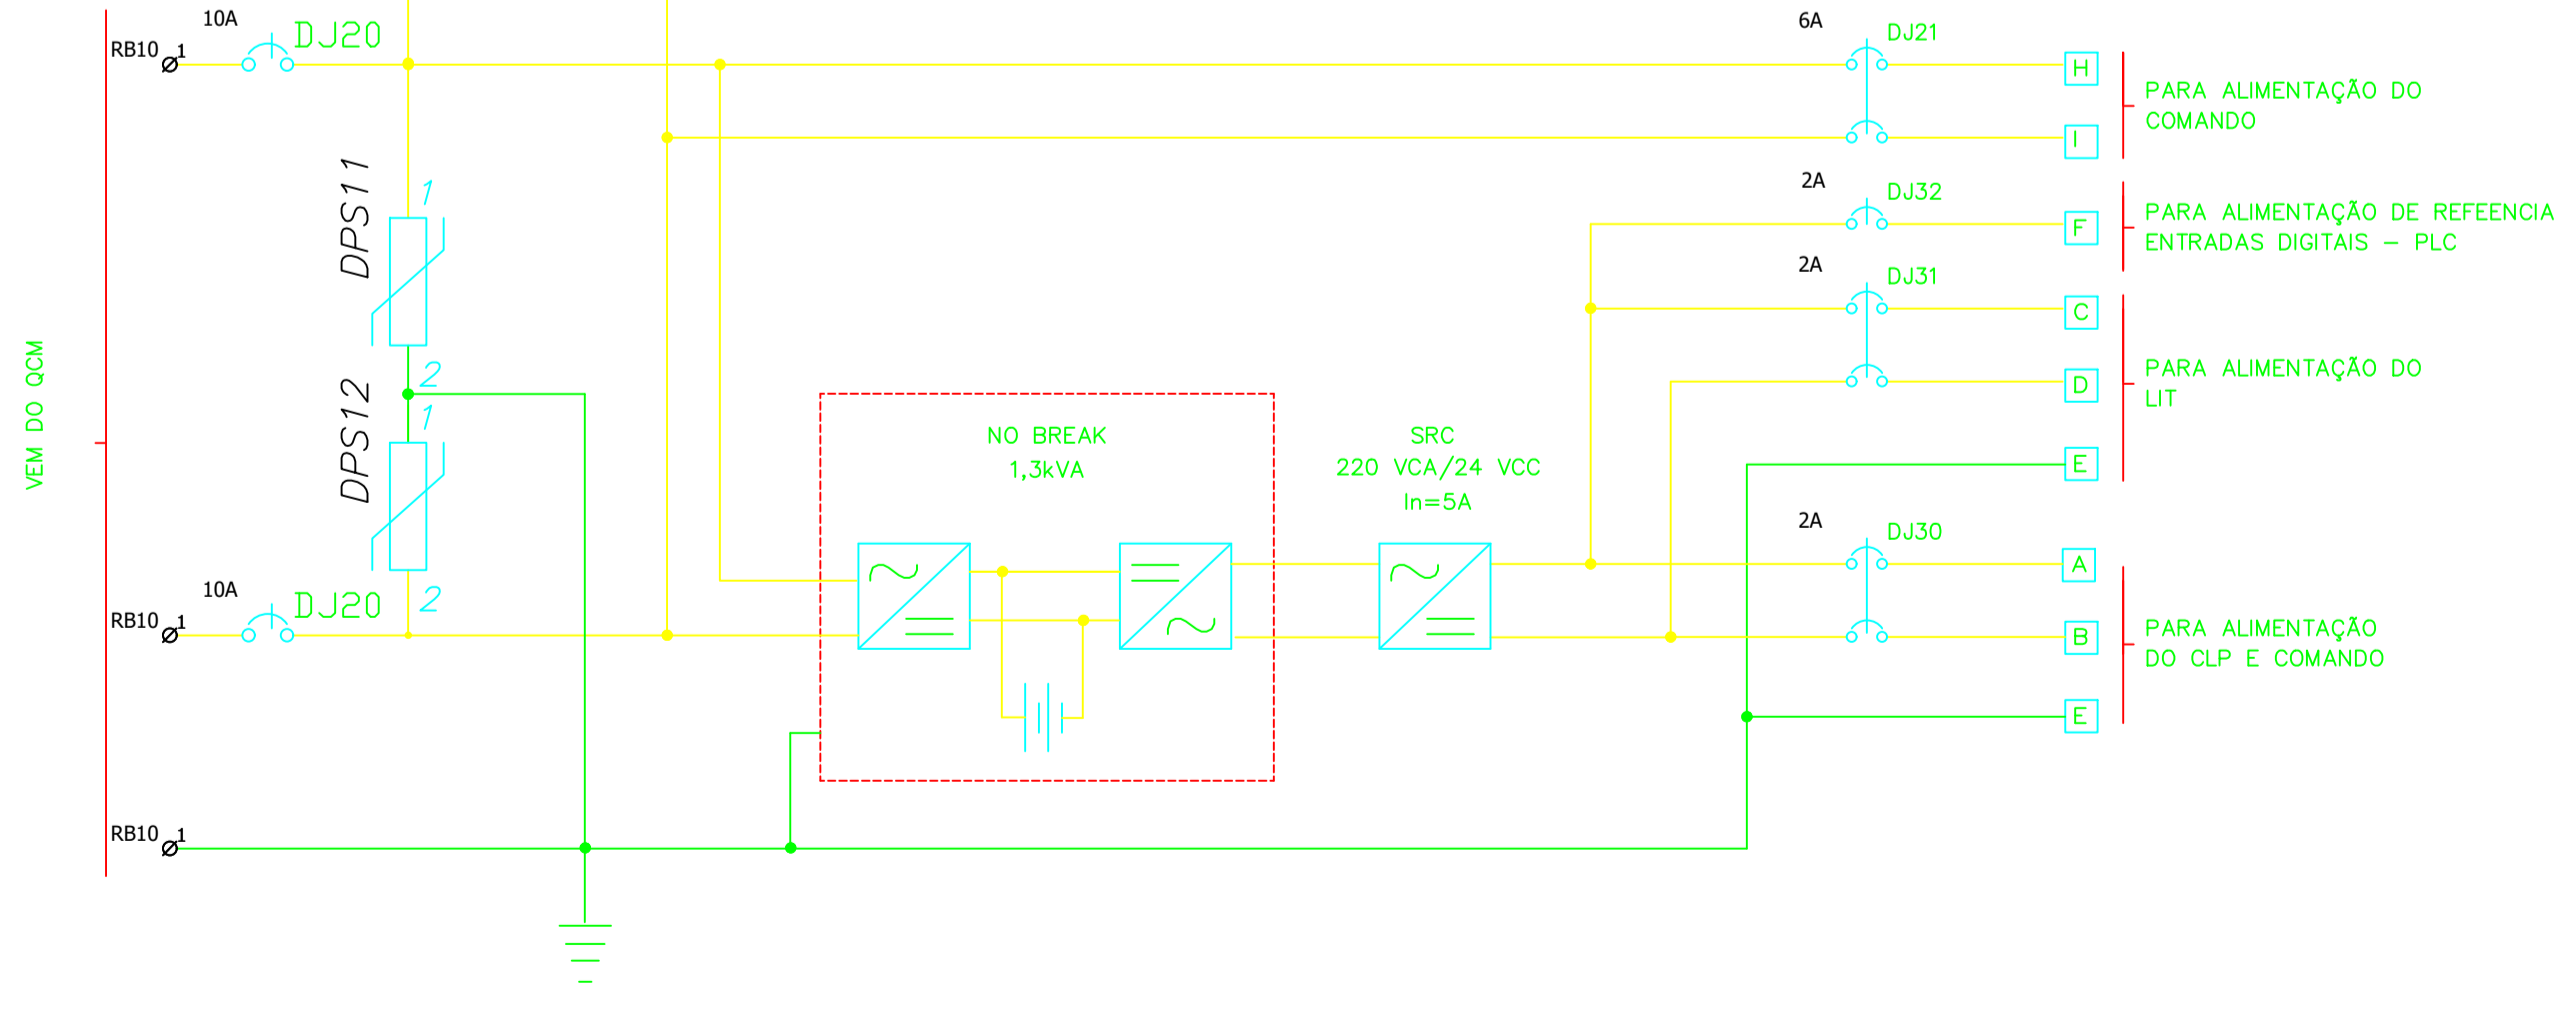 VEM DO QCM
10A
DJ20
RB10
1
DPS11
1
2
DPS12
1
2
10A
DJ20
RB10
1
RB10
1
NO BREAK
1,3kVA
SRC
220 VCA/24 VCC
In=5A
6A
DJ21
H
I
PARA ALIMENTAÇÃO DO
COMANDO
2A
DJ32
F
PARA ALIMENTAÇÃO DE REFEENCIA
ENTRADAS DIGITAIS – PLC
2A
DJ31
C
D
E
PARA ALIMENTAÇÃO DO
LIT
2A
DJ30
A
B
E
PARA ALIMENTAÇÃO
DO CLP E COMANDO